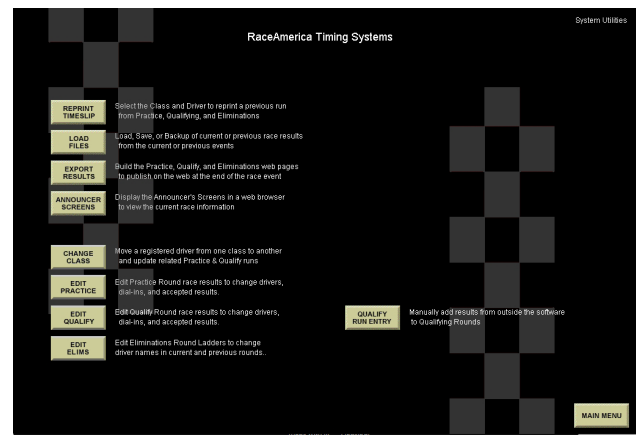 System Utilities
RaceAmerica Timing Systems
REPRINT
TIMESLIP
Select the Class and Driver to reprint a previous run
from Practice, Qualifying, and Eliminations
LOAD
FILES
Load, Save, or Backup of current or previous race results
from the current or previous events
EXPORT
RESULTS
Build the Practice, Qualify, and Eliminations web pages
to publish on the web at the end of the race event
ANNOUNCER
SCREENS
Display the Announcer's Screens in a web browser
to view the current race information
CHANGE
CLASS
Move a registered driver from one class to another
and update related Practice & Qualify runs
EDIT
PRACTICE
Edit Practice Round race results to change drivers,
dial-ins, and accepted results.
EDIT
QUALIFY
Edit Qualify Round race results to change drivers,
dial-ins, and accepted results.
QUALIFY
RUN ENTRY
Manually add results from outside the software
to Qualifying Rounds
EDIT
ELIMS
Edit Eliminations Round Ladders to change
driver names in current and previous rounds..
MAIN MENU